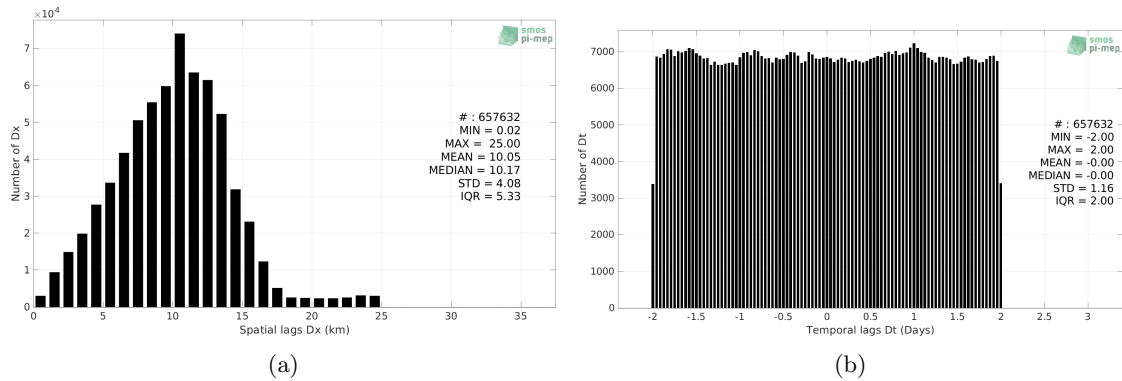 ×10⁴
7
6
5
4
3
2
1
0
Number of Dx
0 5 10 15 20 25 30 35
Spatial lags Dx (km)
smos
pi-mep
# : 657632
MIN = 0.02
MAX = 25.00
MEAN = 10.05
MEDIAN = 10.17
STD = 4.08
IQR = 5.33
(a)
7000
6000
5000
4000
3000
2000
1000
0
Number of Dt
-2 -1.5 -1 -0.5 0 0.5 1 1.5 2 2.5 3
Temporal lags Dt (Days)
smos
pi-mep
# : 657632
MIN = -2.00
MAX = 2.00
MEAN = -0.00
MEDIAN = -0.00
STD = 1.16
IQR = 2.00
(b)